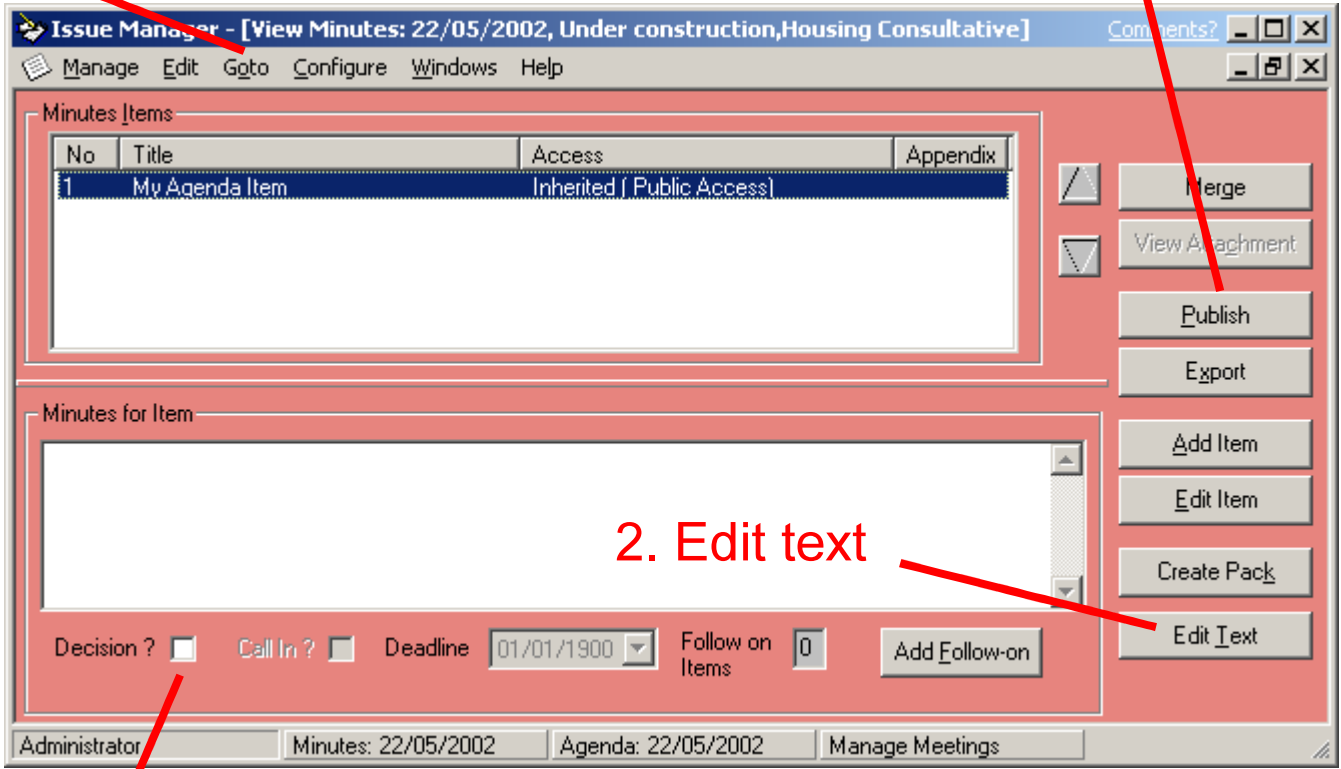 Issue Manager - [View Minutes: 22/05/2002, Under construction,Housing Consultative] Comments?
Manage Edit Goto Configure Windows Help
Minutes Items
No Title Access Appendix
1 My Agenda Item Inherited ( Public Access)
Merge
View Attachment
Publish
Export
Minutes for Item
Add Item
Edit Item
2. Edit text
Create Pack
Edit Text
Decision ? Call In ? Deadline 01/01/1900 Follow on Items 0 Add Follow-on
Administrator Minutes: 22/05/2002 Agenda: 22/05/2002 Manage Meetings